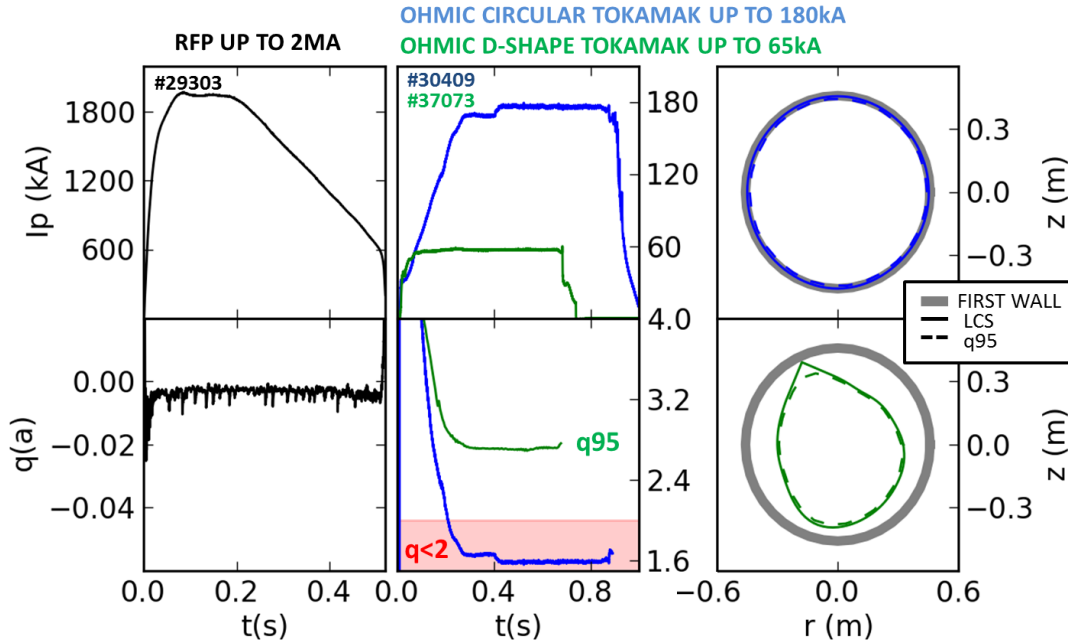 OHMIC CIRCULAR TOKAMAK UP TO 180kA
RFP UP TO 2MA
OHMIC D-SHAPE TOKAMAK UP TO 65kA
#29303
#30409
#37073
Ip (kA)
1800
1200
600
180
120
60
0.3
0.0
−0.3
z (m)
FIRST WALL
LCS
q95
q(a)
0.00
−0.02
−0.04
4.0
3.2
2.4
1.6
q95
q<2
0.3
0.0
−0.3
z (m)
0.0 0.2 0.4
t(s)
0.0 0.4 0.8
t(s)
−0.6 0.0 0.6
r (m)